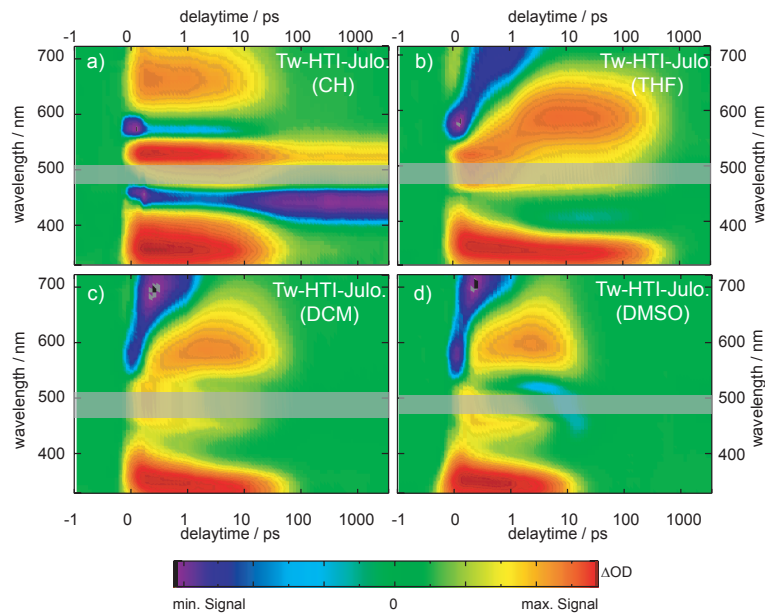 delaytime / ps
delaytime / ps
-1 0 1 10 100 1000
-1 0 1 10 100 1000
a)
Tw-HTI-Julo.
(CH)
b)
Tw-HTI-Julo.
(THF)
wavelength / nm
700
600
500
400
700
600
500
400
wavelength / nm
c)
Tw-HTI-Julo.
(DCM)
d)
Tw-HTI-Julo.
(DMSO)
wavelength / nm
700
600
500
400
700
600
500
400
wavelength / nm
-1 0 1 10 100 1000
-1 0 1 10 100 1000
delaytime / ps
delaytime / ps
ΔOD
min. Signal 0 max. Signal